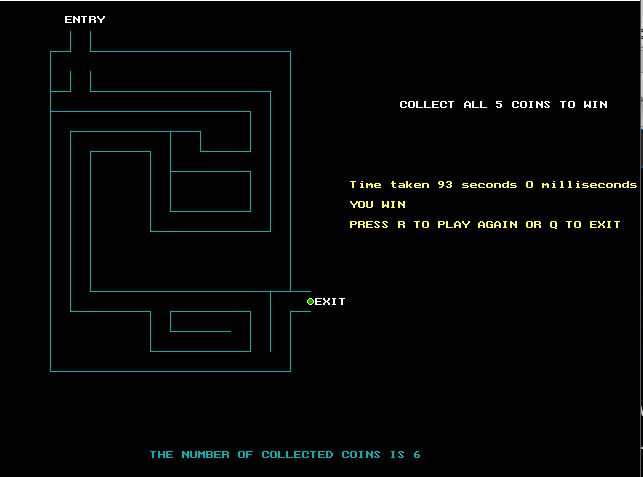 ENTRY
COLLECT ALL 5 COINS TO WIN
Time taken 93 seconds 0 milliseconds
YOU WIN
PRESS R TO PLAY AGAIN OR Q TO EXIT
EXIT
THE NUMBER OF COLLECTED COINS IS 6